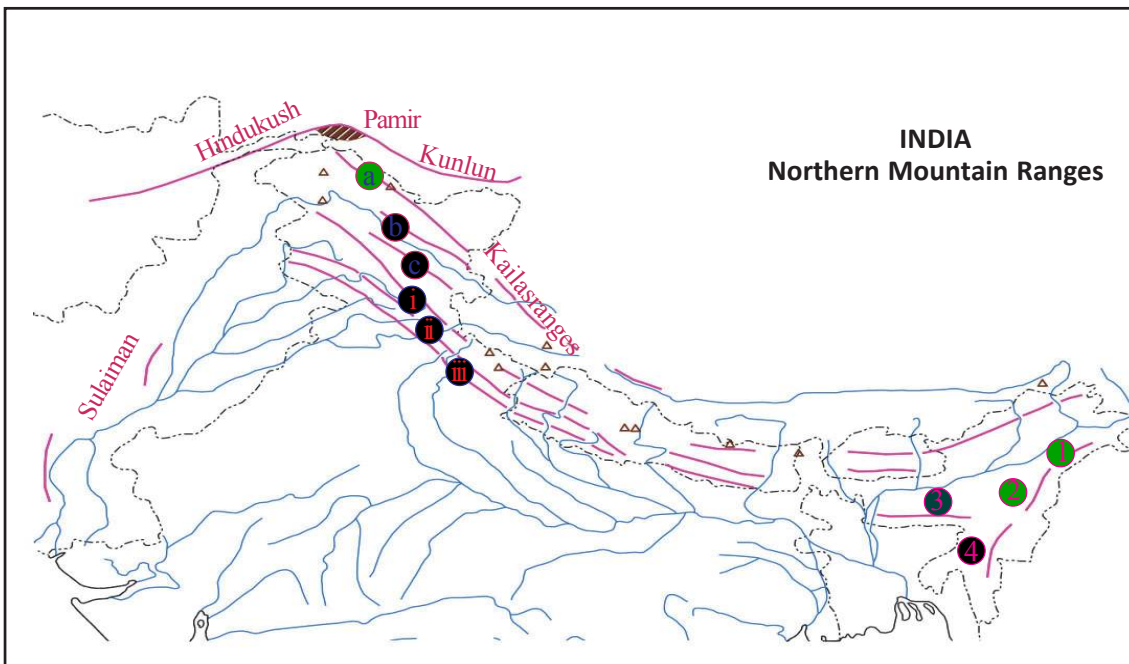 INDIA
Northern Mountain Ranges
Hindukush
Pamir
Kunlun
a
b
c
Kailasranges
i
ii
iii
Sulaiman
1
2
3
4